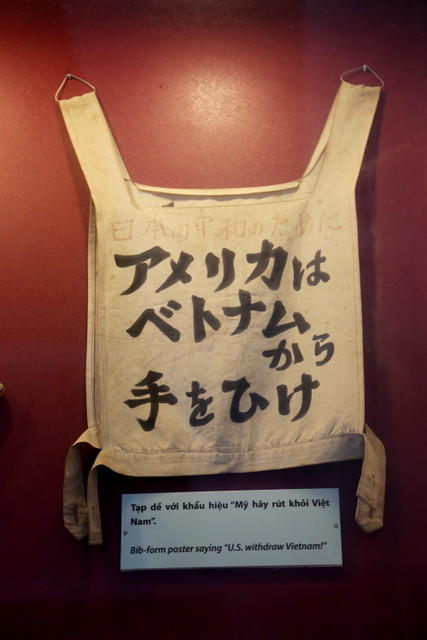 日本の平和のために
アメリカは
ベトナム
から
手をひけ
Tạp dề với khẩu hiệu “Mỹ hãy rút khỏi Việt
Nam”.
Bib-form poster saying “U.S. withdraw Vietnam!”